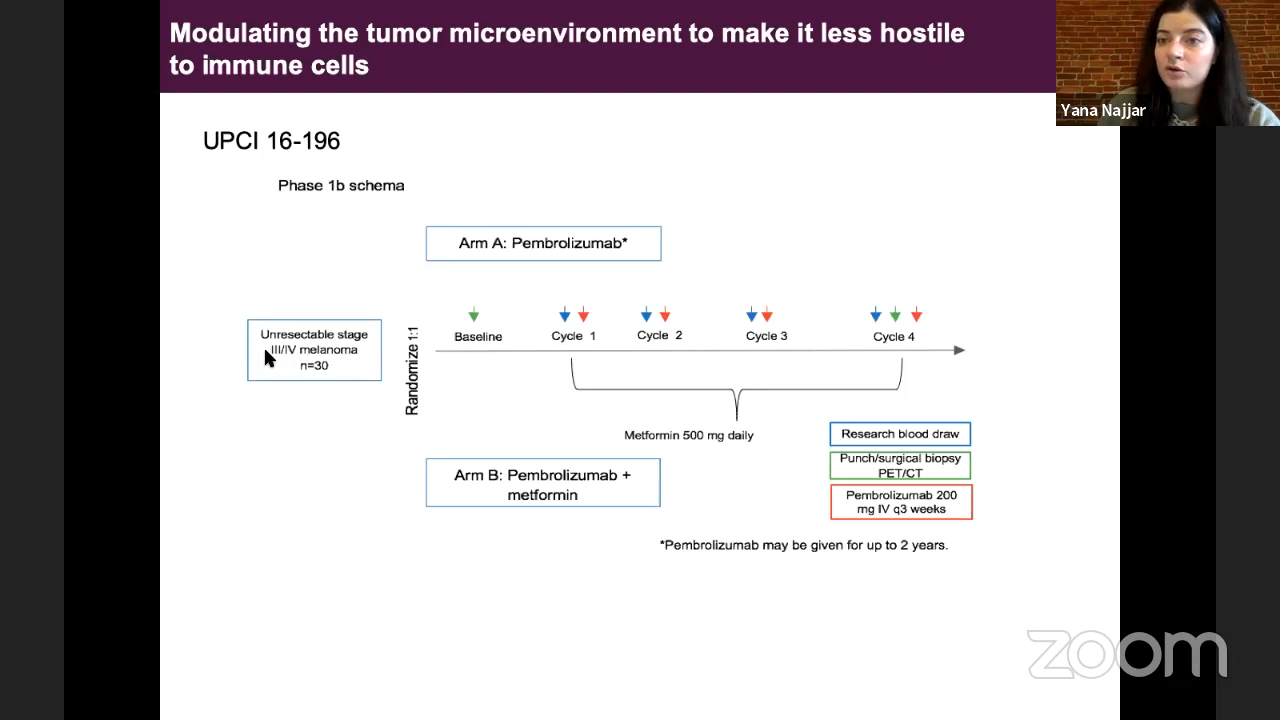 Modulating the tumor microenvironment to make it less hostile
to immune cells
Yana Najjar
UPCI 16-196
Phase 1b schema
Arm A: Pembrolizumab*
Unresectable stage
III/IV melanoma
n=30
Randomize 1:1
Baseline
Cycle 1
Cycle 2
Cycle 3
Cycle 4
Metformin 500 mg daily
Arm B: Pembrolizumab +
metformin
Research blood draw
Punch/surgical biopsy
PET/CT
Pembrolizumab 200
mg IV q3 weeks
*Pembrolizumab may be given for up to 2 years.
zoom